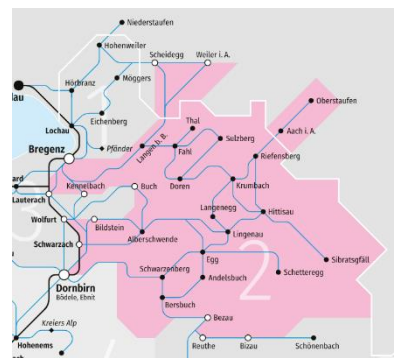 Niederstaufen
Hohenweiler
Scheidegg
Weiler i. A.
Möggers
Hörbranz
1
Oberstaufen
Eichenberg
Lochau
Pfänder
Thal
Sulzberg
Aach i. A.
Langen b. B.
Fahl
Bregenz
Riefensberg
Doren
Krumbach
Kennelbach
Buch
Lauterach
Langenegg
Hittisau
3
Wolfurt
Bildstein
Alberschwende
Lingenau
Schwarzach
2
Egg
Sibratsgfäll
Schwarzenberg
Andelsbuch
Schetteregg
Dornbirn
Bödele, Ebnit
Bersbuch
Bezau
Kreiers Alp
Hohenems
Reuthe
Bizau
Schönenbach